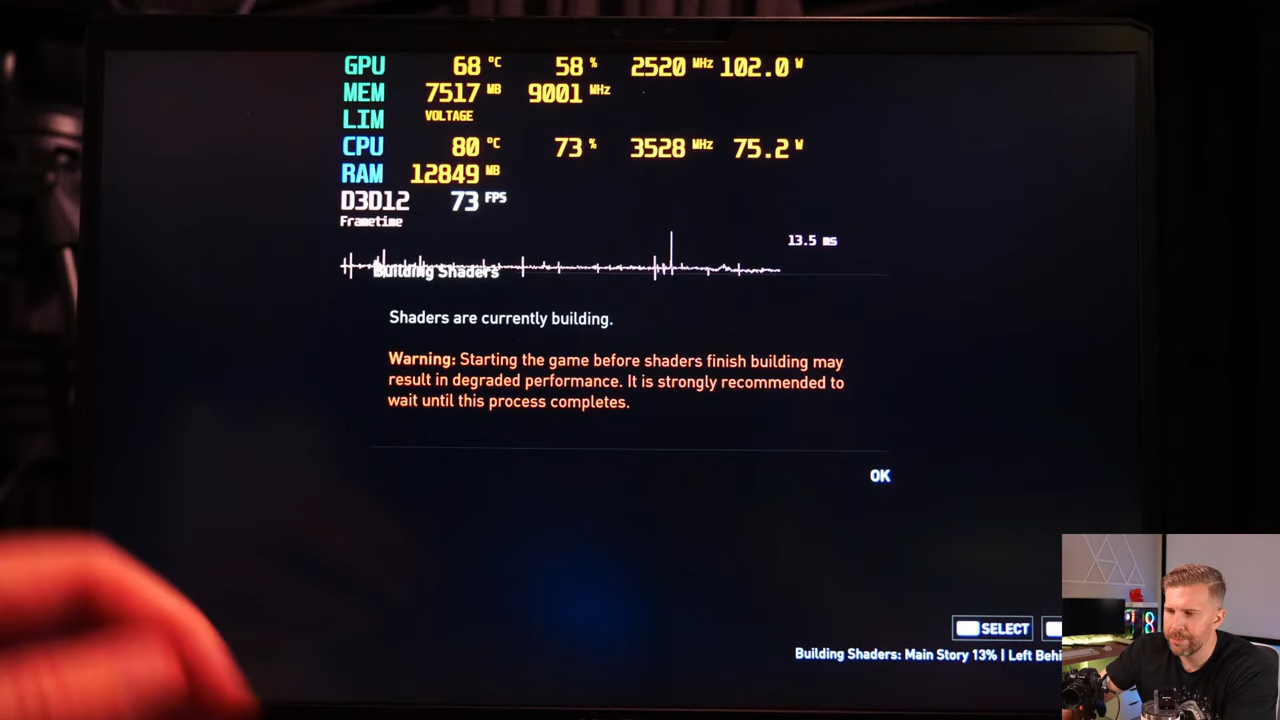 GPU 68 °C 58 % 2520 MHz 102.0 W
MEM 7517 MB 9001 MHz
LIM VOLTAGE
CPU 80 °C 73 % 3528 MHz 75.2 W
RAM 12849 MB
D3D12 73 FPS
Frametime
13.5 ms
Building Shaders
Shaders are currently building.
Warning: Starting the game before shaders finish building may
result in degraded performance. It is strongly recommended to
wait until this process completes.
OK
SELECT
Building Shaders: Main Story 13% | Left Behi